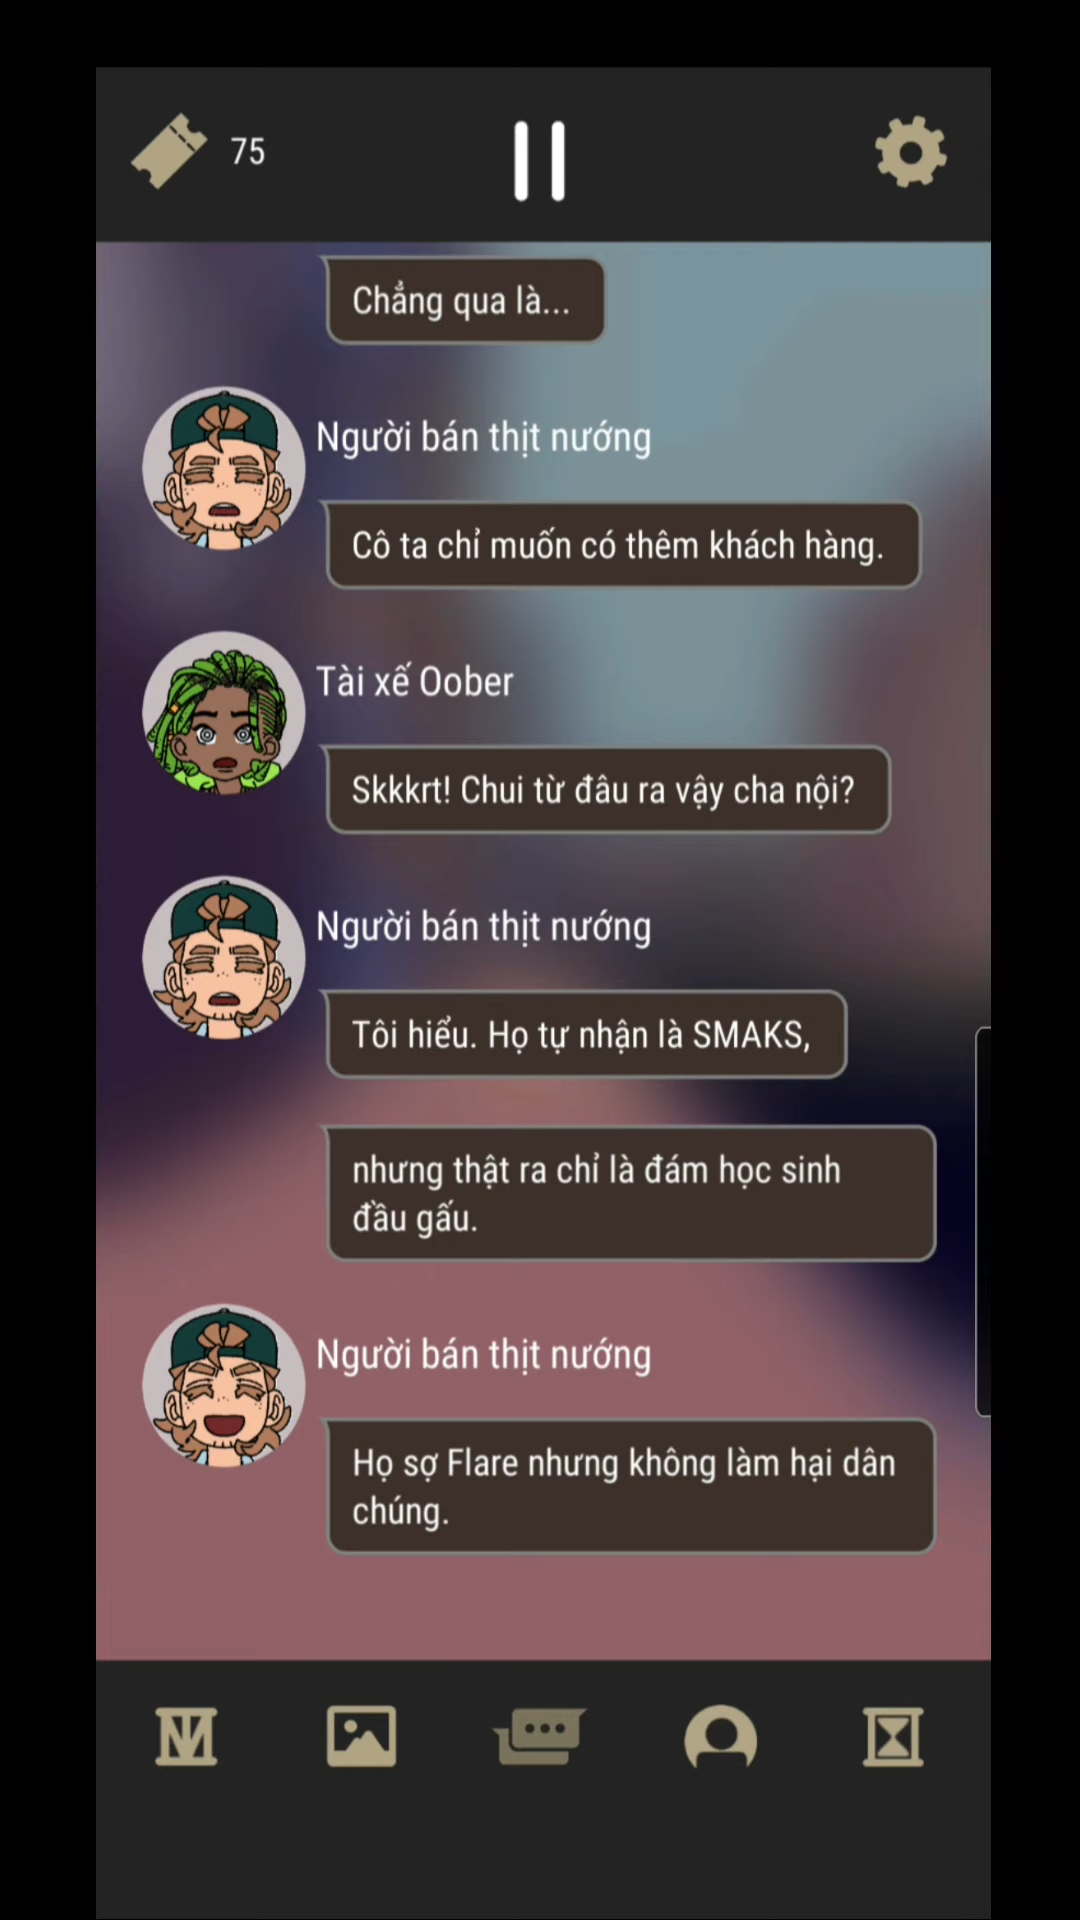 75
Chẳng qua là...
Người bán thịt nướng
Cô ta chỉ muốn có thêm khách hàng.
Tài xế Oober
Skkkrt! Chui từ đâu ra vậy cha nội?
Người bán thịt nướng
Tôi hiểu. Họ tự nhận là SMAKS,
nhưng thật ra chỉ là đám học sinh
đầu gấu.
Người bán thịt nướng
Họ sợ Flare nhưng không làm hại dân
chúng.